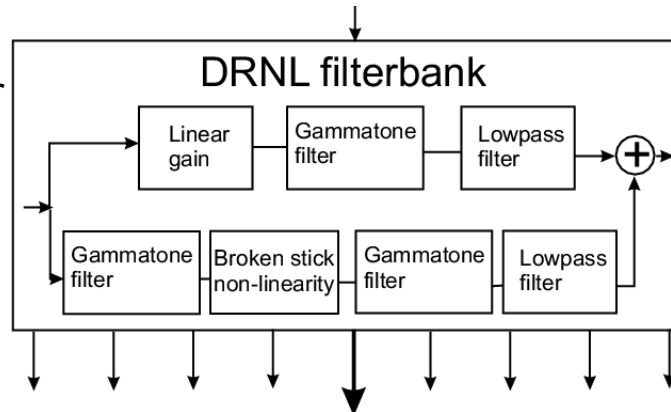 DRNL filterbank
Linear
gain
Gammatone
filter
Lowpass
filter
+
Gammatone
filter
Broken stick
non-linearity
Gammatone
filter
Lowpass
filter